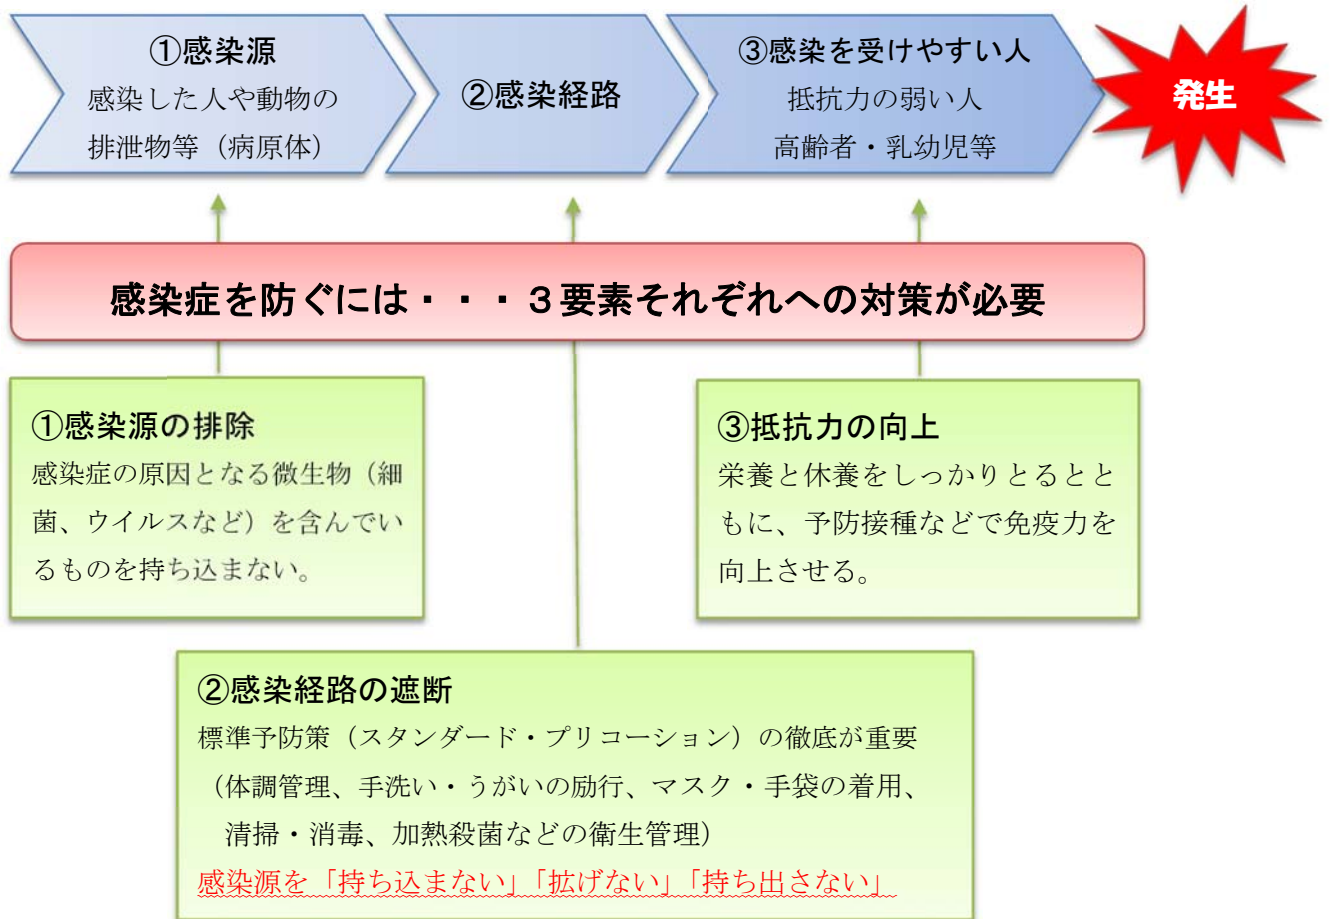 ①感染源
感染した人や動物の
排泄物等（病原体）
②感染経路
③感染を受けやすい人
抵抗力の弱い人
高齢者・乳幼児等
発生
感染症を防ぐには・・・３要素それぞれへの対策が必要
①感染源の排除
感染症の原因となる微生物（細
菌、ウイルスなど）を含んでい
るものを持ち込まない。
③抵抗力の向上
栄養と休養をしっかりとるとと
もに、予防接種などで免疫力を
向上させる。
②感染経路の遮断
標準予防策（スタンダード・プリコーション）の徹底が重要
（体調管理、手洗い・うがいの励行、マスク・手袋の着用、
清掃・消毒、加熱殺菌などの衛生管理）
感染源を「持ち込まない」「拡げない」「持ち出さない」